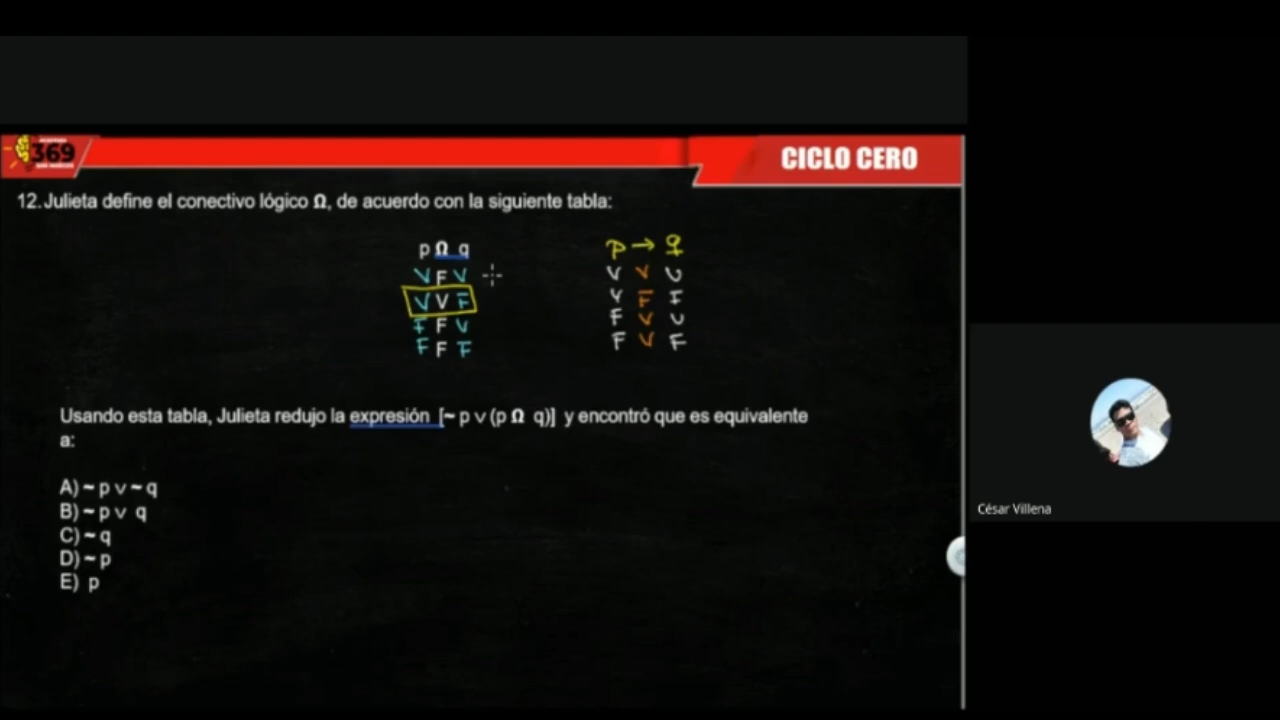 369
CICLO CERO
12. Julieta define el conectivo lógico Ω, de acuerdo con la siguiente tabla:
p Ω q
V F V
V V F
F F V
F F F
p → q
V V V
V F F
F V V
F V F
Usando esta tabla, Julieta redujo la expresión [~ p ∨ (p Ω q)] y encontró que es equivalente
a:
A) ~ p ∨ ~ q
B) ~ p ∨ q
C) ~ q
D) ~ p
E) p
César Villena